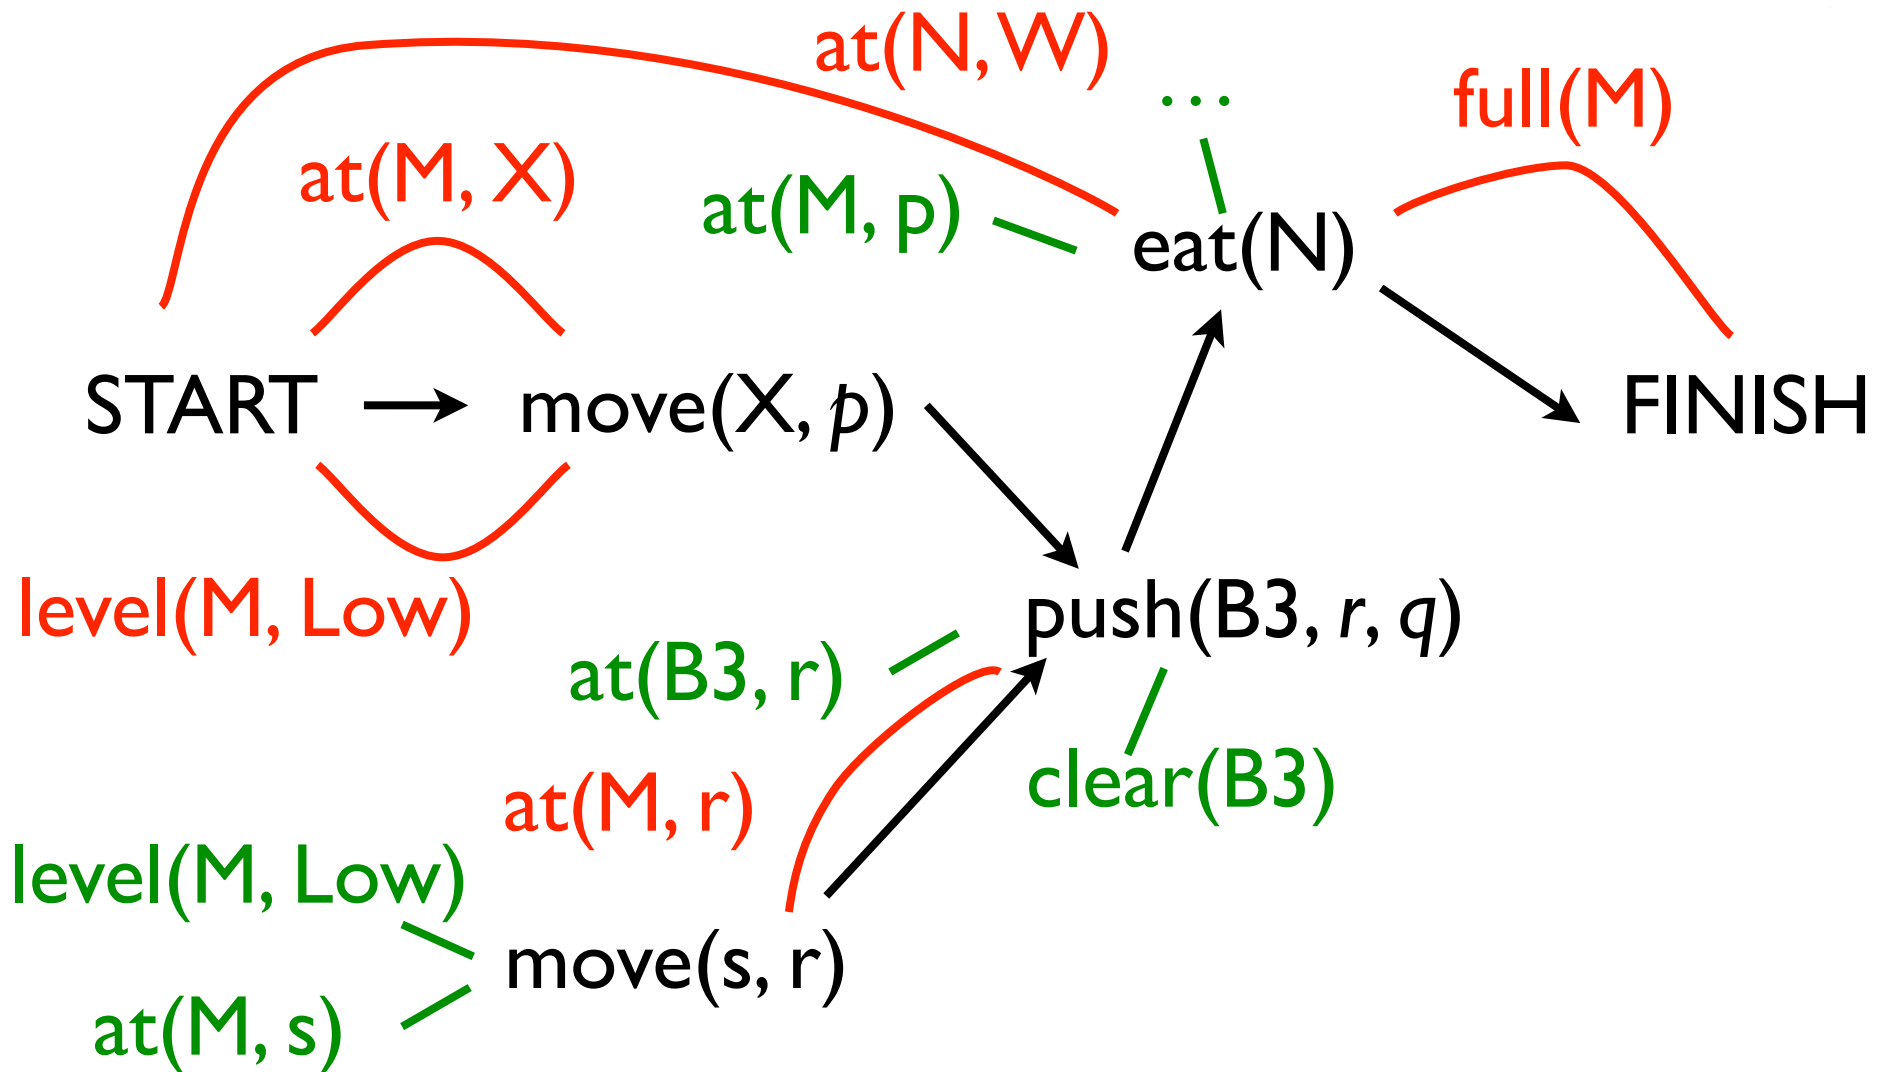 at(N, W)
...
full(M)
at(M, X)
at(M, p)
eat(N)
START
move(X, p)
FINISH
level(M, Low)
push(B3, r, q)
at(B3, r)
at(M, r)
clear(B3)
level(M, Low)
move(s, r)
at(M, s)